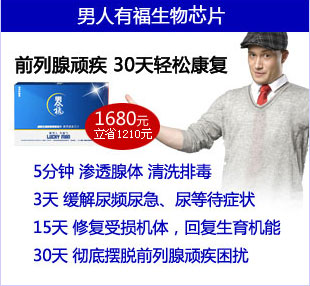 男人有福生物芯片
前列腺顽疾 30天轻松康复
LUCKY MAN
1680元
立省1210元
5分钟 渗透腺体 清洗排毒
3天 缓解尿频尿急、尿等待症状
15天 修复受损机体，回复生育机能
30天 彻底摆脱前列腺顽疾困扰